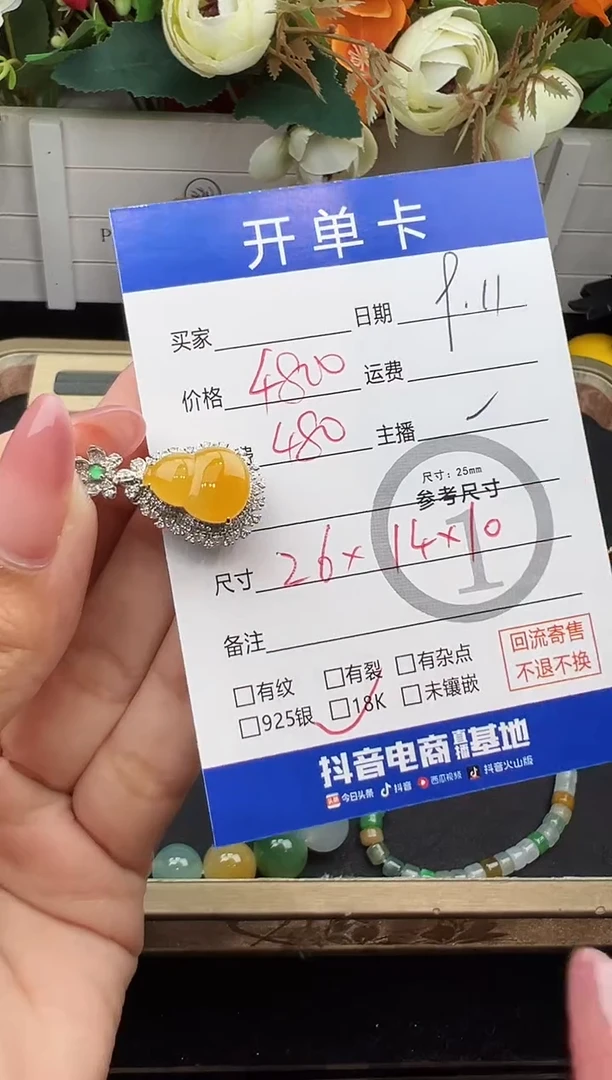 开单卡
买家
日期 9.11
价格 4800 运费
480 主播
尺寸:25mm
参考尺寸
1
尺寸 26×14×10
备注
□有纹 □有裂 □有杂点
□925银 □18K □未镶嵌
回流寄售
不退不换
抖音电商直播基地
头条 今日头条 抖音 西瓜视频 抖音火山版